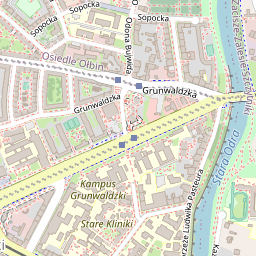 Sopocka
Sopocka
Odona Bujwida
Osiedle Ołbin
Grunwaldzka
Grunwaldzka
Stara Odra
Kampus
Grunwaldzki
Stare Kliniki
Ludwika Pasteura